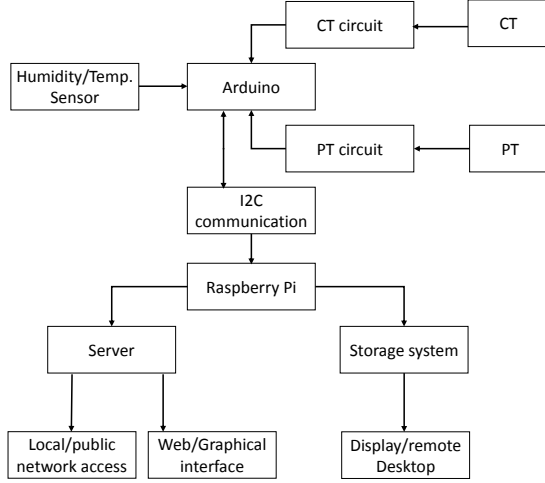 CT circuit
CT
Humidity/Temp.
Sensor
Arduino
PT circuit
PT
I2C
communication
Raspberry Pi
Server
Storage system
Local/public
network access
Web/Graphical
interface
Display/remote
Desktop